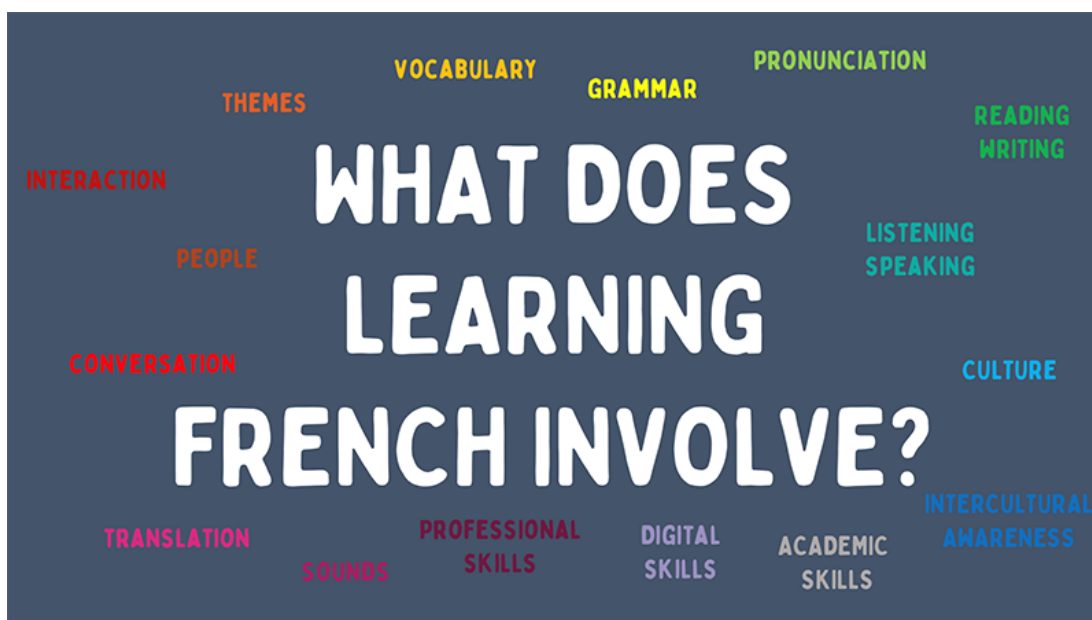 VOCABULARY
GRAMMAR
PRONUNCIATION
THEMES
READING
WRITING
INTERACTION
WHAT DOES
LISTENING
SPEAKING
PEOPLE
LEARNING
CONVERSATION
CULTURE
FRENCH INVOLVE?
INTERCULTURAL
AWARENESS
TRANSLATION
SOUNDS
PROFESSIONAL
SKILLS
DIGITAL
SKILLS
ACADEMIC
SKILLS